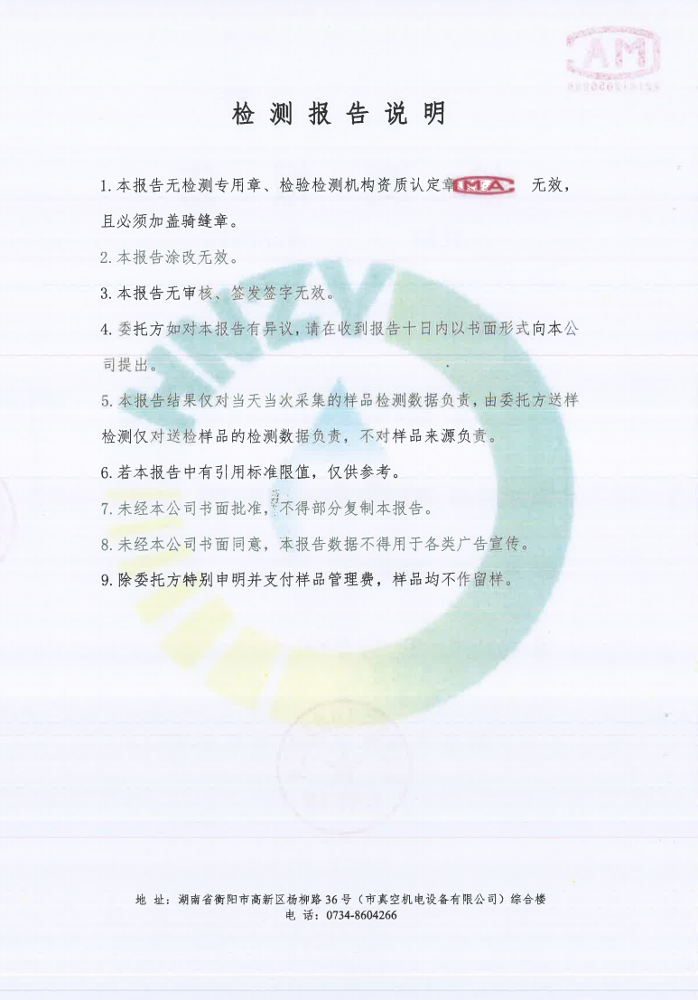 检测报告说明
1.本报告无检测专用章、检验检测机构资质认定章 MA 无效，
且必须加盖骑缝章。
2.本报告涂改无效。
3.本报告无审核、签发签字无效。
4.委托方如对本报告有异议,请在收到报告十日内以书面形式向本公
司提出。
5.本报告结果仅对当天当次采集的样品检测数据负责,由委托方送样
检测仅对送检样品的检测数据负责，不对样品来源负责。
6.若本报告中有引用标准限值，仅供参考。
7.未经本公司书面批准，不得部分复制本报告。
8.未经本公司书面同意，本报告数据不得用于各类广告宣传。
9.除委托方特别申明并支付样品管理费，样品均不作留样。
HNZY
地 址：湖南省衡阳市高新区杨柳路 36 号（市真空机电设备有限公司）综合楼
电 话：0734-8604266